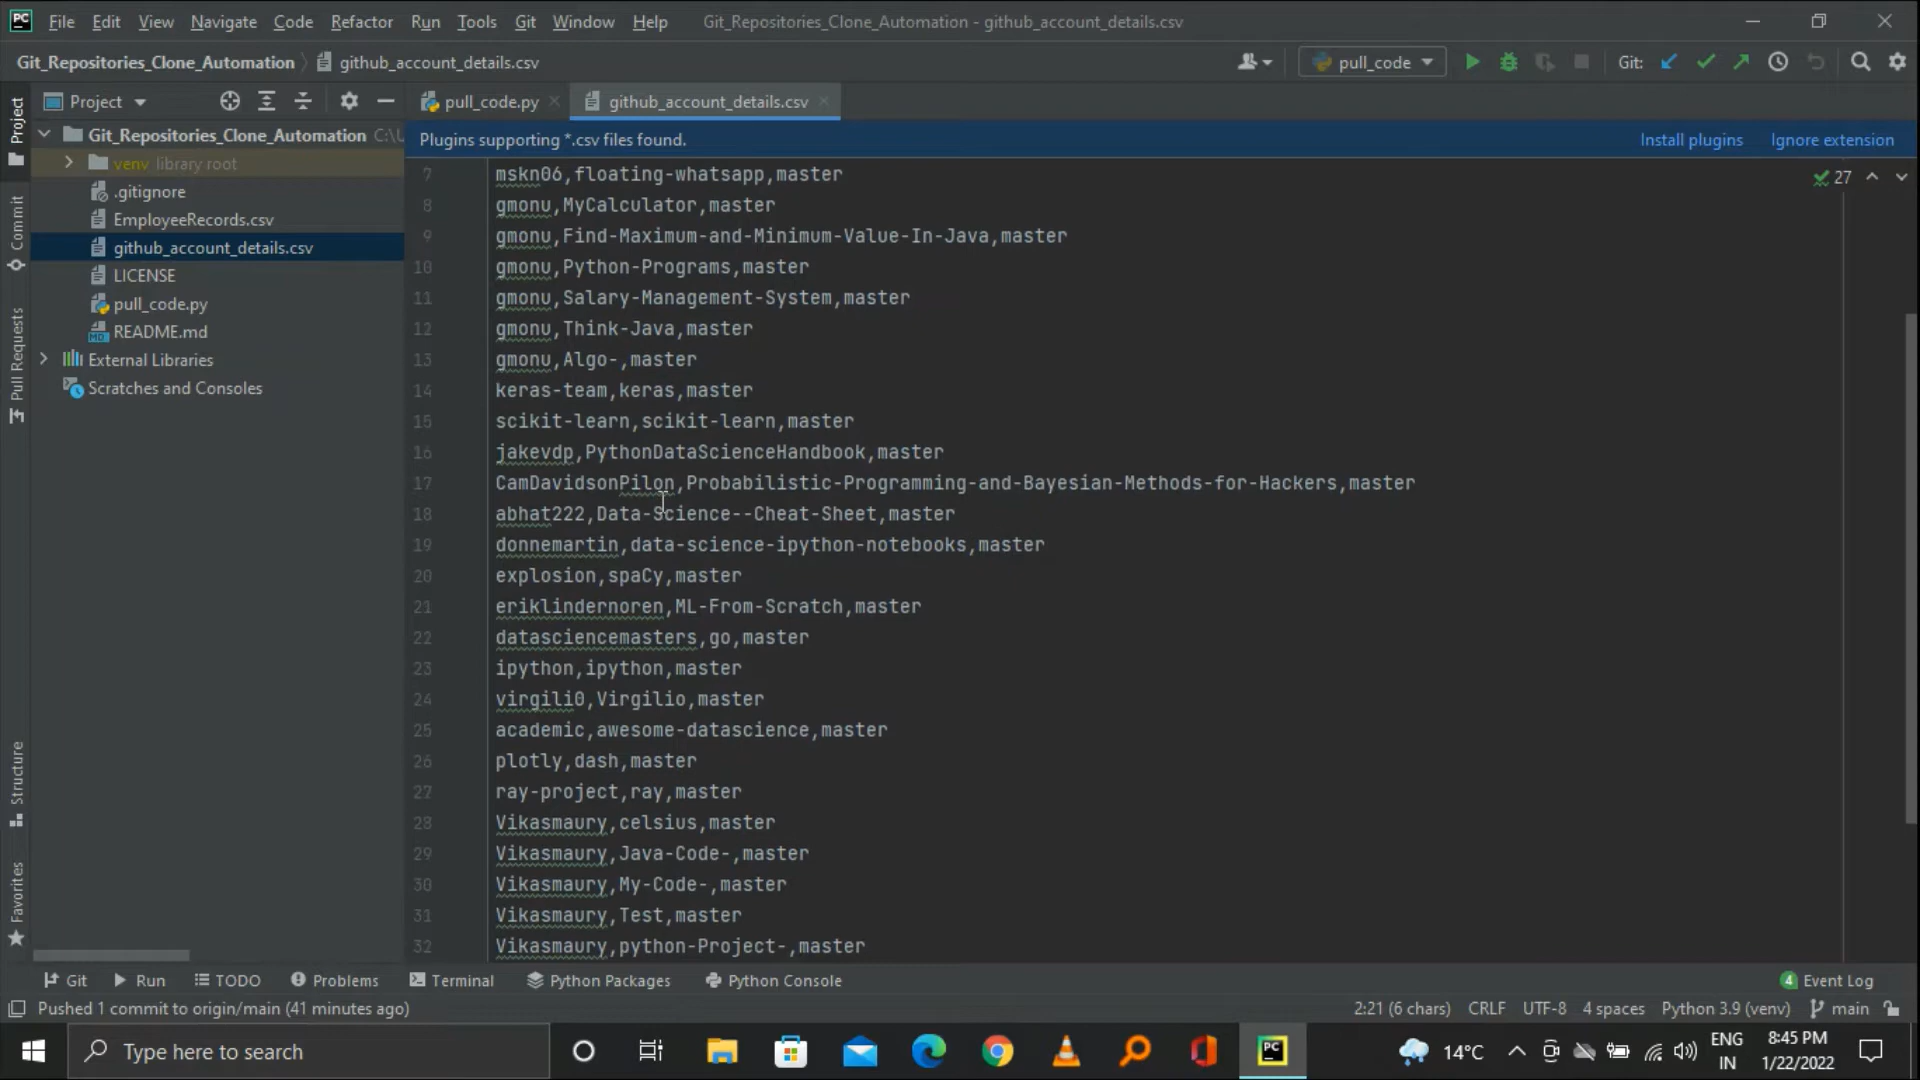 PC File Edit View Navigate Code Refactor Run Tools Git Window Help Git_Repositories_Clone_Automation - github_account_details.csv
Git_Repositories_Clone_Automation github_account_details.csv pull_code Git:
Project pull_code.py github_account_details.csv
Plugins supporting *.csv files found. Install plugins Ignore extension
Project
Commit
Pull Requests
Structure
Favorites
Git_Repositories_Clone_Automation C:\U
venv library root
.gitignore
EmployeeRecords.csv
github_account_details.csv
LICENSE
pull_code.py
README.md
External Libraries
Scratches and Consoles
27
7 mskn06,floating-whatsapp,master
8 gmonu,MyCalculator,master
9 gmonu,Find-Maximum-and-Minimum-Value-In-Java,master
10 gmonu,Python-Programs,master
11 gmonu,Salary-Management-System,master
12 gmonu,Think-Java,master
13 gmonu,Algo-,master
14 keras-team,keras,master
15 scikit-learn,scikit-learn,master
16 jakevdp,PythonDataScienceHandbook,master
17 CamDavidsonPilon,Probabilistic-Programming-and-Bayesian-Methods-for-Hackers,master
18 abhat222,Data-Science--Cheat-Sheet,master
19 donnemartin,data-science-ipython-notebooks,master
20 explosion,spaCy,master
21 eriklindernoren,ML-From-Scratch,master
22 datasciencemasters,go,master
23 ipython,ipython,master
24 virgili0,Virgilio,master
25 academic,awesome-datascience,master
26 plotly,dash,master
27 ray-project,ray,master
28 Vikasmaury,celsius,master
29 Vikasmaury,Java-Code-,master
30 Vikasmaury,My-Code-,master
31 Vikasmaury,Test,master
32 Vikasmaury,python-Project-,master
Git Run TODO Problems Terminal Python Packages Python Console 4 Event Log
Pushed 1 commit to origin/main (41 minutes ago) 2:21 (6 chars) CRLF UTF-8 4 spaces Python 3.9 (venv) main
Type here to search PC 14°C ENG IN 8:45 PM 1/22/2022